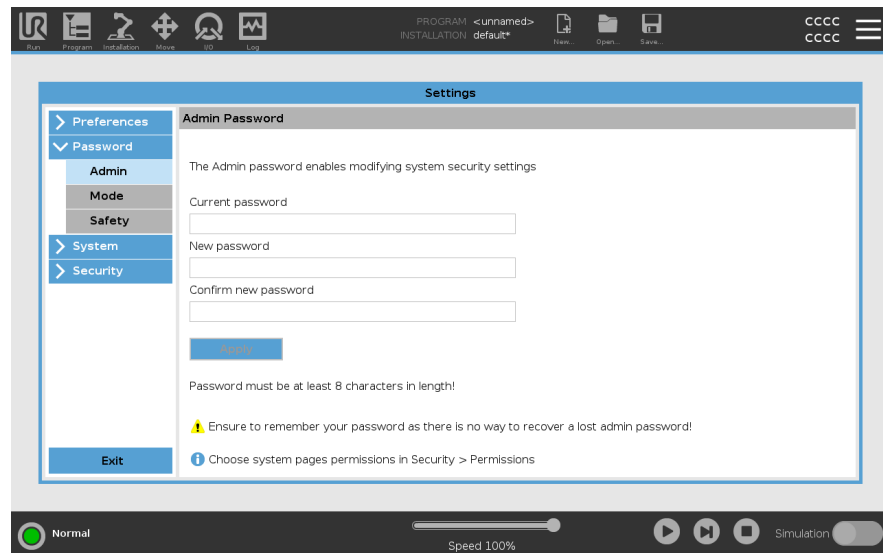 UR
PROGRAM <unnamed>
INSTALLATION default*
cccc
cccc
Run Program Installation Move I/O Log New... Open... Save...
Settings
Preferences
Password
Admin
Mode
Safety
System
Security
Exit
Admin Password
The Admin password enables modifying system security settings
Current password
New password
Confirm new password
Apply
Password must be at least 8 characters in length!
Ensure to remember your password as there is no way to recover a lost admin password!
Choose system pages permissions in Security > Permissions
Normal
Speed 100%
Simulation